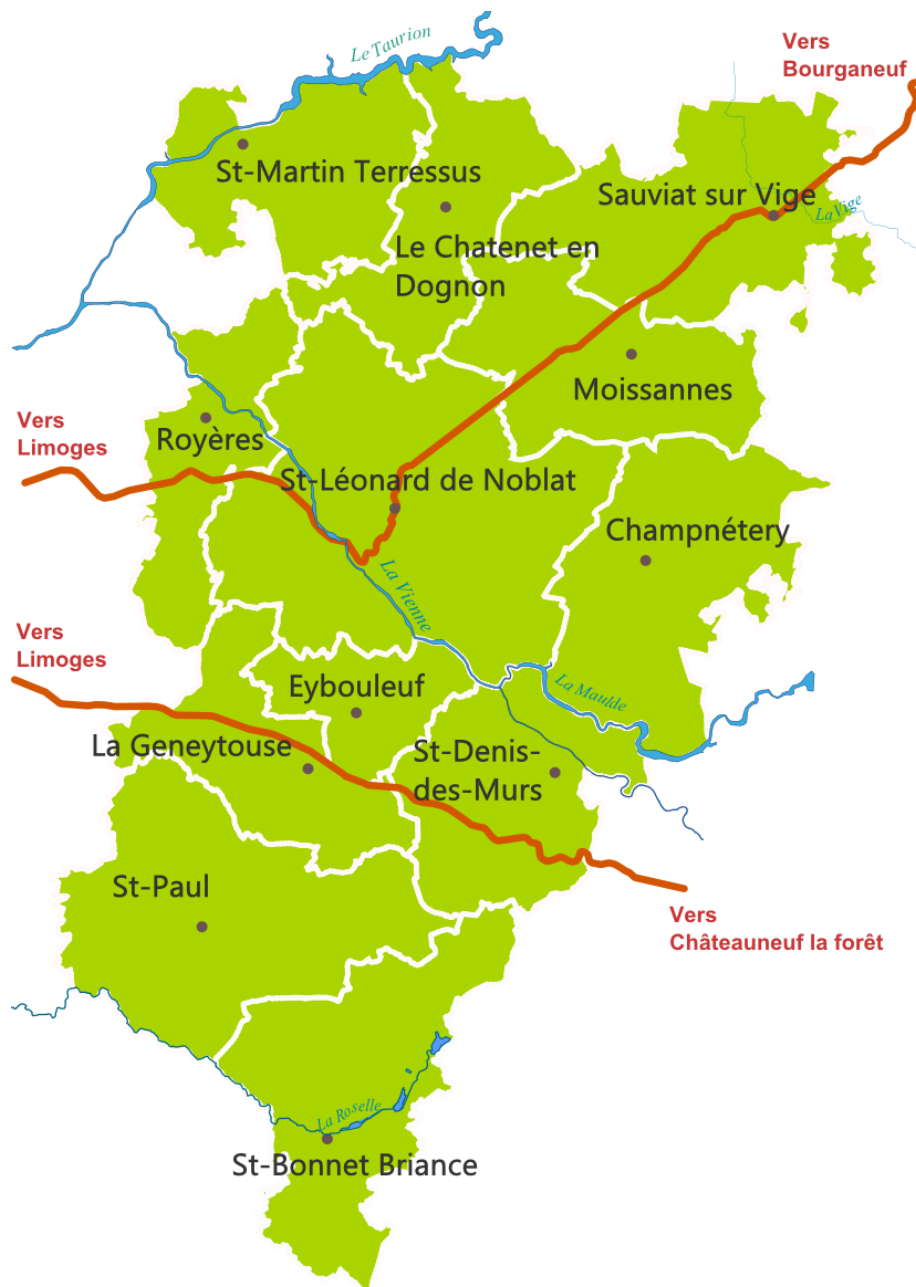 Le Taurion
Vers
Bourganeuf
St-Martin Terressus
Sauviat sur Vige
La Vige
Le Chatenet en
Dognon
Moissannes
Vers
Limoges
Royères
St-Léonard de Noblat
Champnétery
La Vienne
Vers
Limoges
Eybouleuf
La Maulde
La Geneytouse
St-Denis-
des-Murs
St-Paul
Vers
Châteauneuf la forêt
La Roselle
St-Bonnet Briance